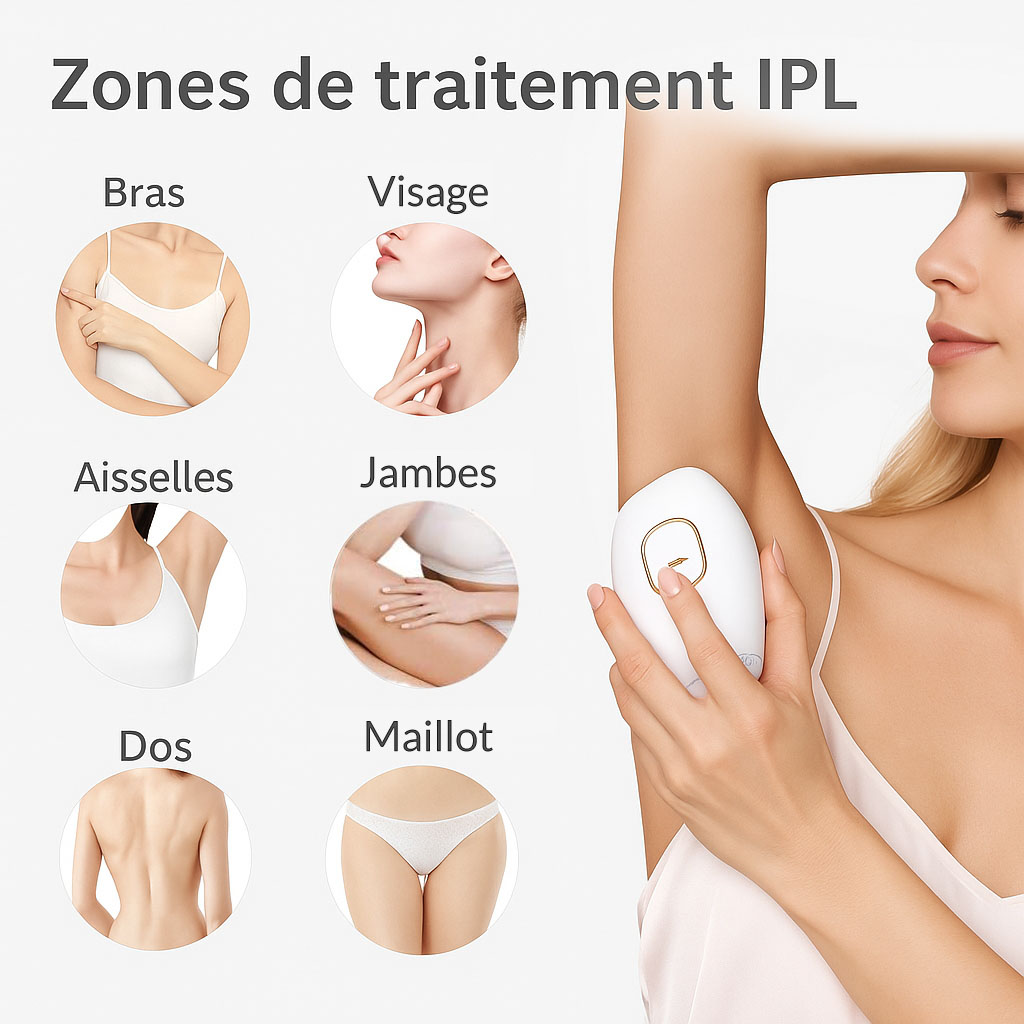 Zones de traitement IPL
Bras
Visage
Aisselles
Jambes
Dos
Maillot